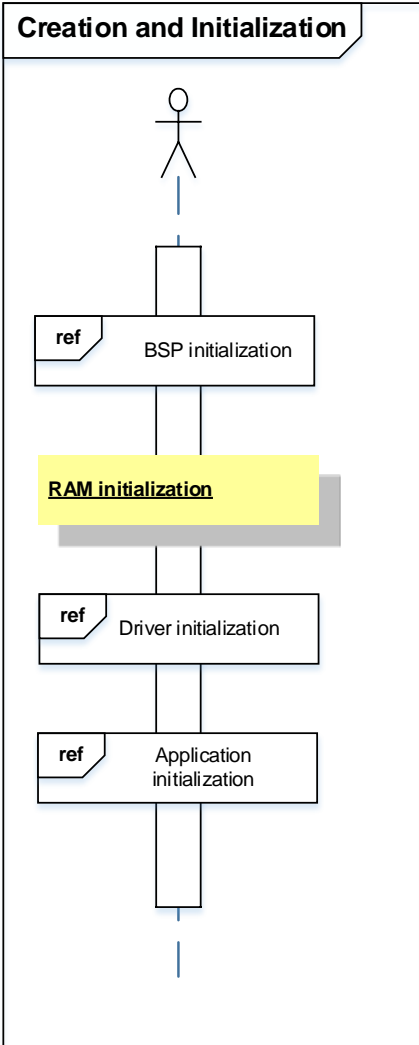 Creation and Initialization
ref
BSP initialization
RAM initialization
ref
Driver initialization
ref
Application
initialization